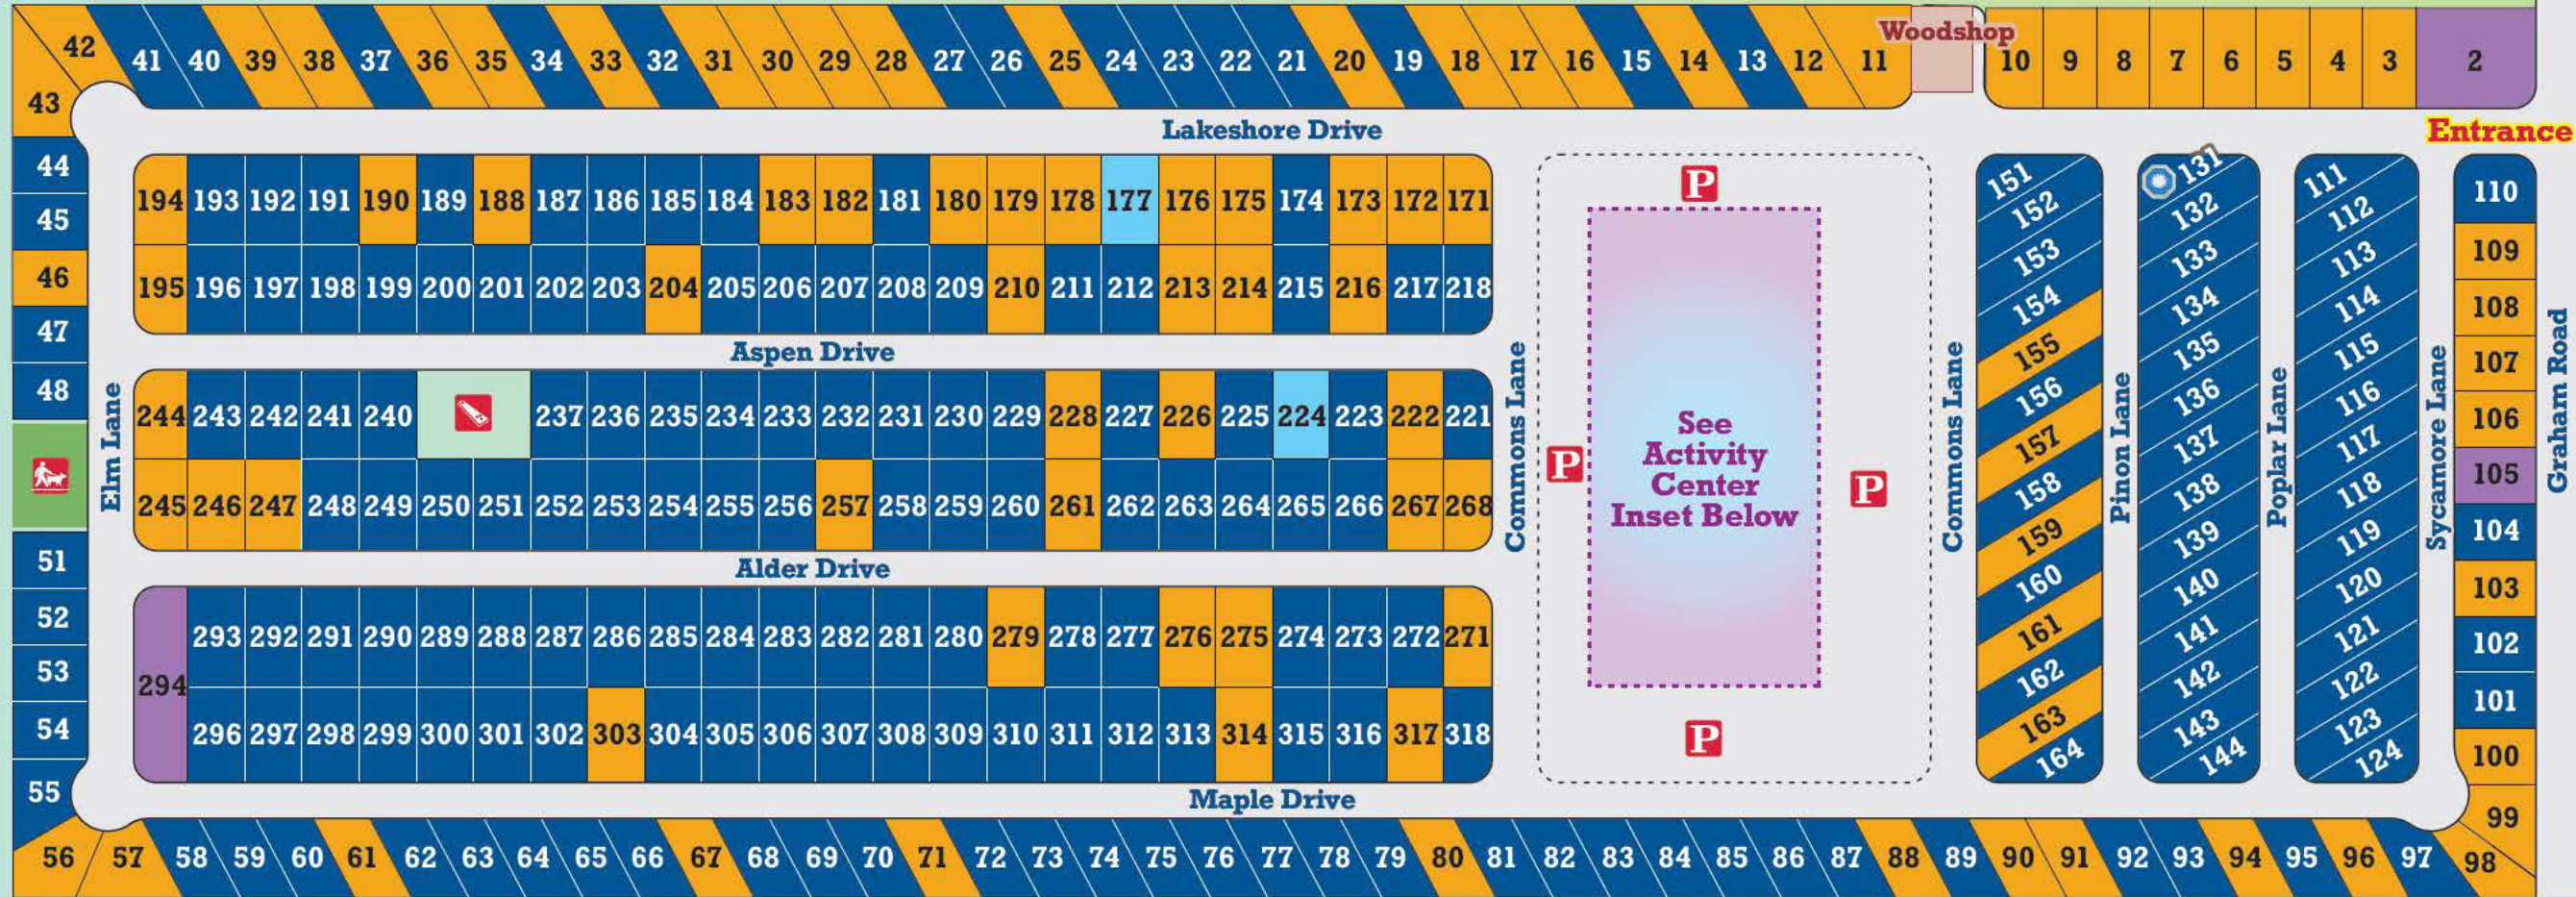 42 41 40 39 38 37 36 35 34 33 32 31 30 29 28 27 26 25 24 23 22 21 20 19 18 17 16 15 14 13 12 11
Woodshop
10 9 8 7 6 5 4 3 2
43
Lakeshore Drive
Entrance
44
45
46
47
48
51
52
53
54
55
Elm Lane
194 193 192 191 190 189 188 187 186 185 184 183 182 181 180 179 178 177 176 175 174 173 172 171
195 196 197 198 199 200 201 202 203 204 205 206 207 208 209 210 211 212 213 214 215 216 217 218
Aspen Drive
244 243 242 241 240 237 236 235 234 233 232 231 230 229 228 227 226 225 224 223 222 221
245 246 247 248 249 250 251 252 253 254 255 256 257 258 259 260 261 262 263 264 265 266 267 268
Alder Drive
293 292 291 290 289 288 287 286 285 284 283 282 281 280 279 278 277 276 275 274 273 272 271
294
296 297 298 299 300 301 302 303 304 305 306 307 308 309 310 311 312 313 314 315 316 317 318
Maple Drive
Commons Lane
P
P
See
Activity
Center
Inset Below
P
P
Commons Lane
151
152
153
154
155
156
157
158
159
160
161
162
163
164
Pinon Lane
131
132
133
134
135
136
137
138
139
140
141
142
143
144
Poplar Lane
111
112
113
114
115
116
117
118
119
120
121
122
123
124
Sycamore Lane
110
109
108
107
106
105
104
103
102
101
100
99
Graham Road
56 57 58 59 60 61 62 63 64 65 66 67 68 69 70 71 72 73 74 75 76 77 78 79 80 81 82 83 84 85 86 87 88 89 90 91 92 93 94 95 96 97 98